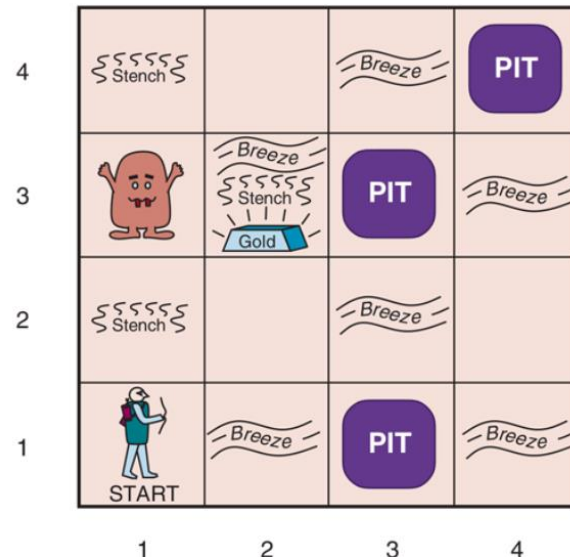 4
Stench
Breeze
PIT
3
Breeze
Stench
Gold
PIT
Breeze
2
Stench
Breeze
1
START
Breeze
PIT
Breeze
1 2 3 4